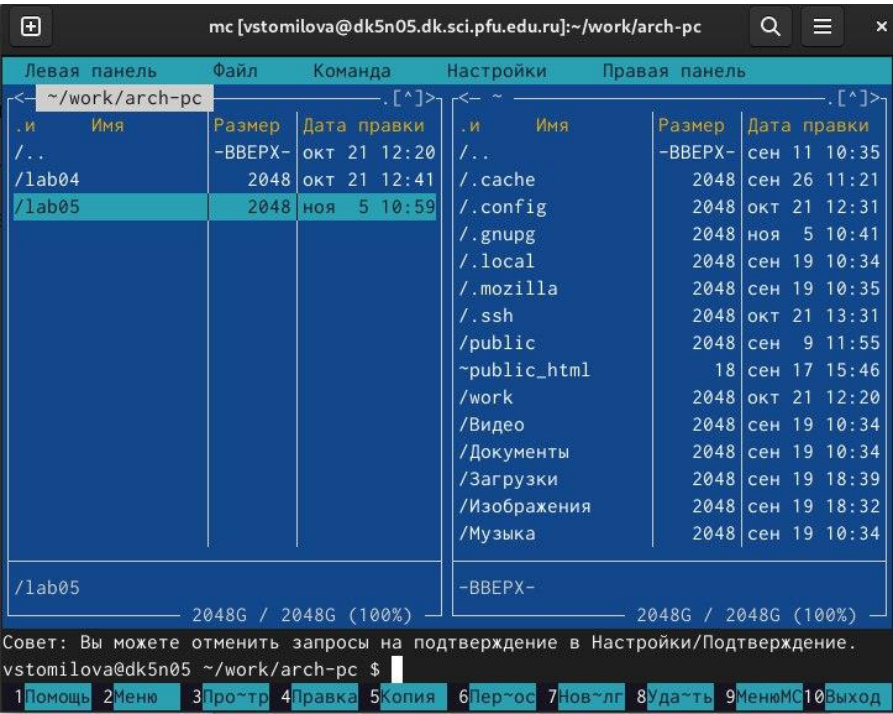 mc [vstomilova@dk5n05.dk.sci.pfu.edu.ru]:~/work/arch-pc
Левая панель Файл Команда Настройки Правая панель
<– ~/work/arch-pc .[^]>
.и Имя Размер Дата правки
/.. -ВВЕРХ- окт 21 12:20
/lab04 2048 окт 21 12:41
/lab05 2048 ноя 5 10:59
/lab05
2048G / 2048G (100%)
<– ~ .[^]>
.и Имя Размер Дата правки
/.. -ВВЕРХ- сен 11 10:35
/.cache 2048 сен 26 11:21
/.config 2048 окт 21 12:31
/.gnupg 2048 ноя 5 10:41
/.local 2048 сен 19 10:34
/.mozilla 2048 сен 19 10:35
/.ssh 2048 окт 21 13:31
/public 2048 сен 9 11:55
~public_html 18 сен 17 15:46
/work 2048 окт 21 12:20
/Видео 2048 сен 19 10:34
/Документы 2048 сен 19 10:34
/Загрузки 2048 сен 19 18:39
/Изображения 2048 сен 19 18:32
/Музыка 2048 сен 19 10:34
-ВВЕРХ-
2048G / 2048G (100%)
Совет: Вы можете отменить запросы на подтверждение в Настройки/Подтверждение.
vstomilova@dk5n05 ~/work/arch-pc $
1Помощь 2Меню 3Про~тр 4Правка 5Копия 6Пер~ос 7Нов~лг 8Уда~ть 9МенюМС 10Выход